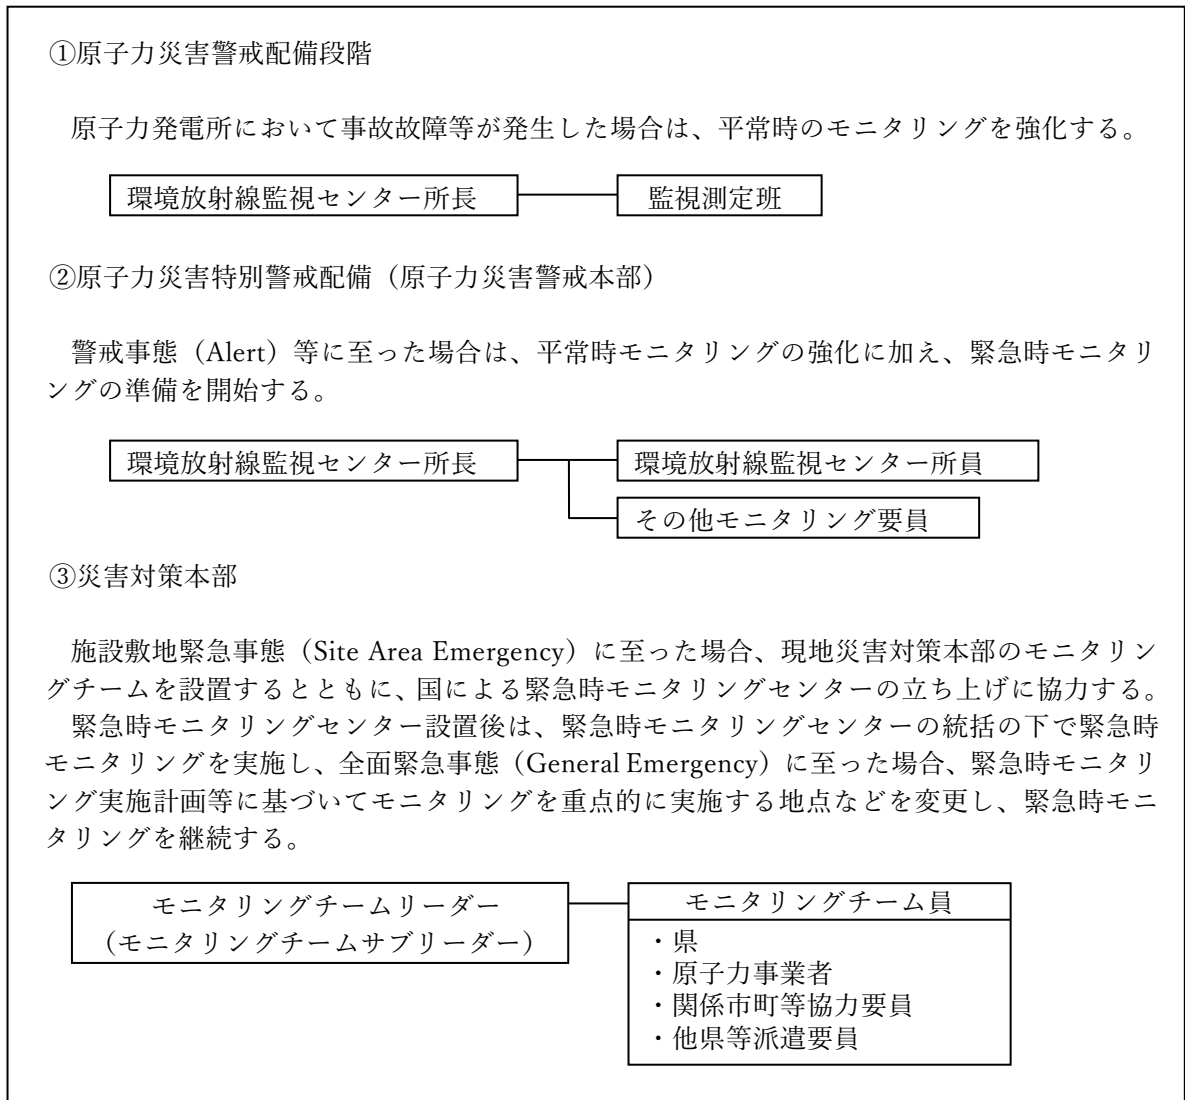 ①原子力災害警戒配備段階
原子力発電所において事故故障等が発生した場合は、平常時のモニタリングを強化する。
環境放射線監視センター所長
監視測定班
②原子力災害特別警戒配備（原子力災害警戒本部）
警戒事態（Alert）等に至った場合は、平常時モニタリングの強化に加え、緊急時モニタリ
ングの準備を開始する。
環境放射線監視センター所長
環境放射線監視センター所員
その他モニタリング要員
③災害対策本部
施設敷地緊急事態（Site Area Emergency）に至った場合、現地災害対策本部のモニタリン
グチームを設置するとともに、国による緊急時モニタリングセンターの立ち上げに協力する。
緊急時モニタリングセンター設置後は、緊急時モニタリングセンターの統括の下で緊急時
モニタリングを実施し、全面緊急事態（General Emergency）に至った場合、緊急時モニタリ
ング実施計画等に基づいてモニタリングを重点的に実施する地点などを変更し、緊急時モニ
タリングを継続する。
モニタリングチームリーダー
（モニタリングチームサブリーダー）
モニタリングチーム員
・県
・原子力事業者
・関係市町等協力要員
・他県等派遣要員